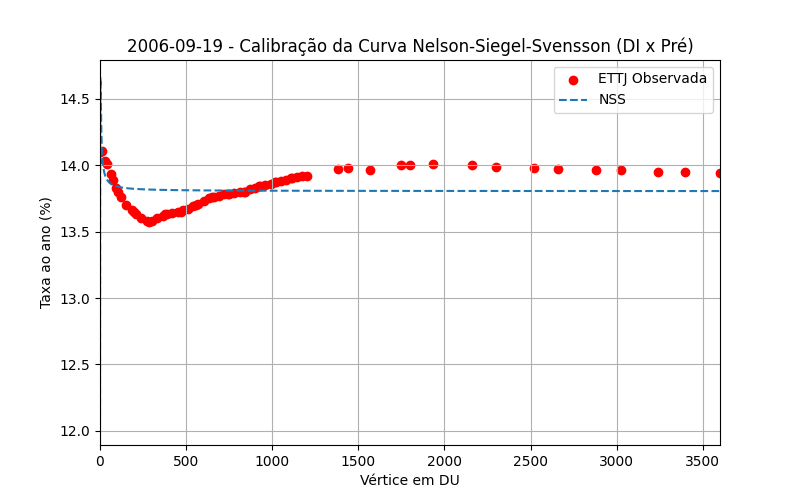 2006-09-19 - Calibração da Curva Nelson-Siegel-Svensson (DI x Pré)
ETTJ Observada
NSS
14.5
14.0
13.5
13.0
12.5
12.0
Taxa ao ano (%)
0 500 1000 1500 2000 2500 3000 3500
Vértice em DU